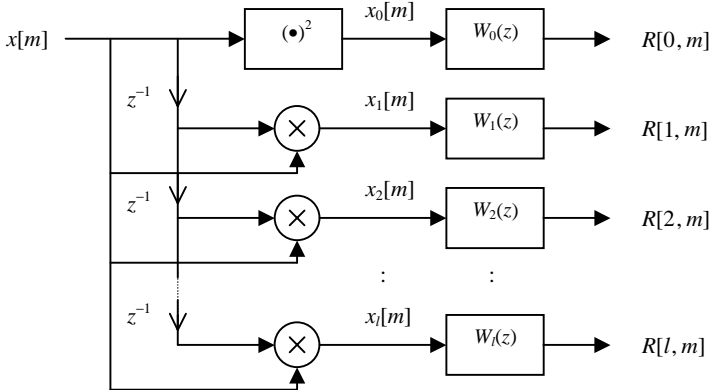 x[m] (•)² x₀[m] W₀(z) R[0, m]
z⁻¹
x₁[m] W₁(z) R[1, m]
z⁻¹
x₂[m] W₂(z) R[2, m]
: :
z⁻¹
xₗ[m] Wₗ(z) R[l, m]